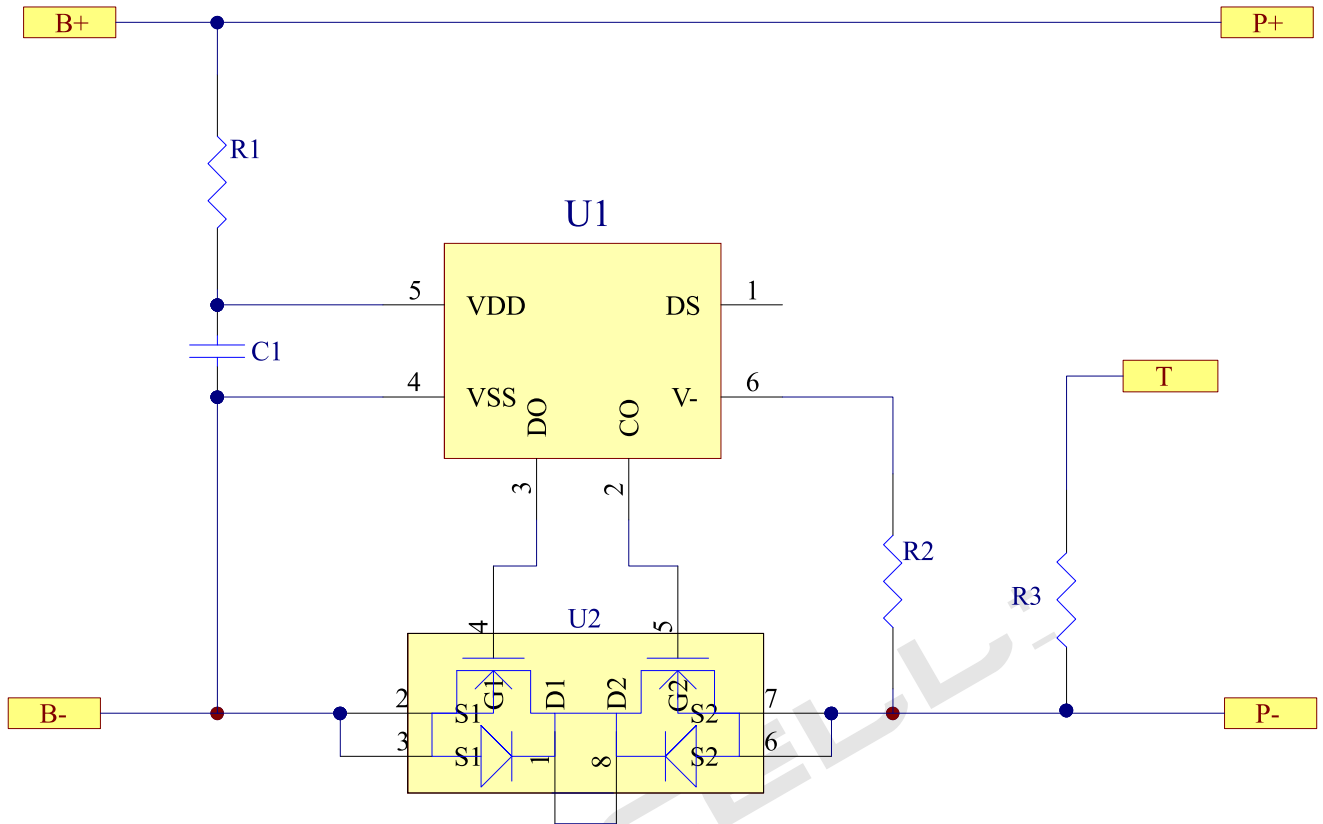 B+
P+
R1
U1
5
VDD
DS
1
C1
4
VSS
V-
6
T
DO
CO
3
2
R2
R3
U2
4
5
G1
D1
D2
G2
B-
2
S1
S2
7
P-
3
S1
1
8
S2
6